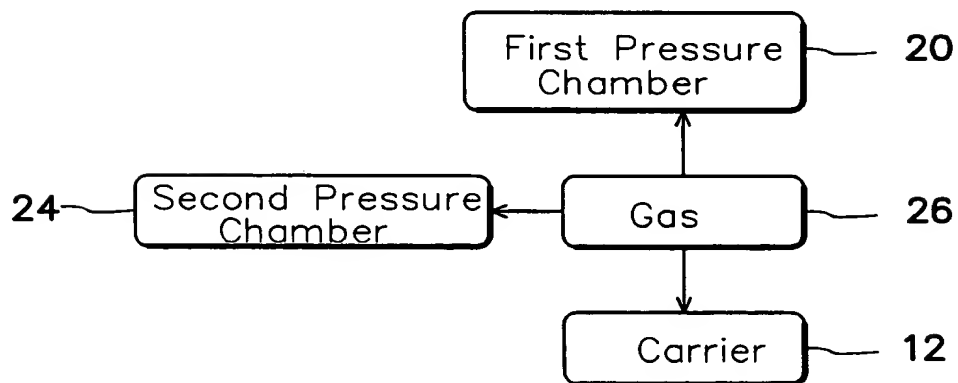 First Pressure
Chamber
20
24
Second Pressure
Chamber
Gas
26
Carrier
12